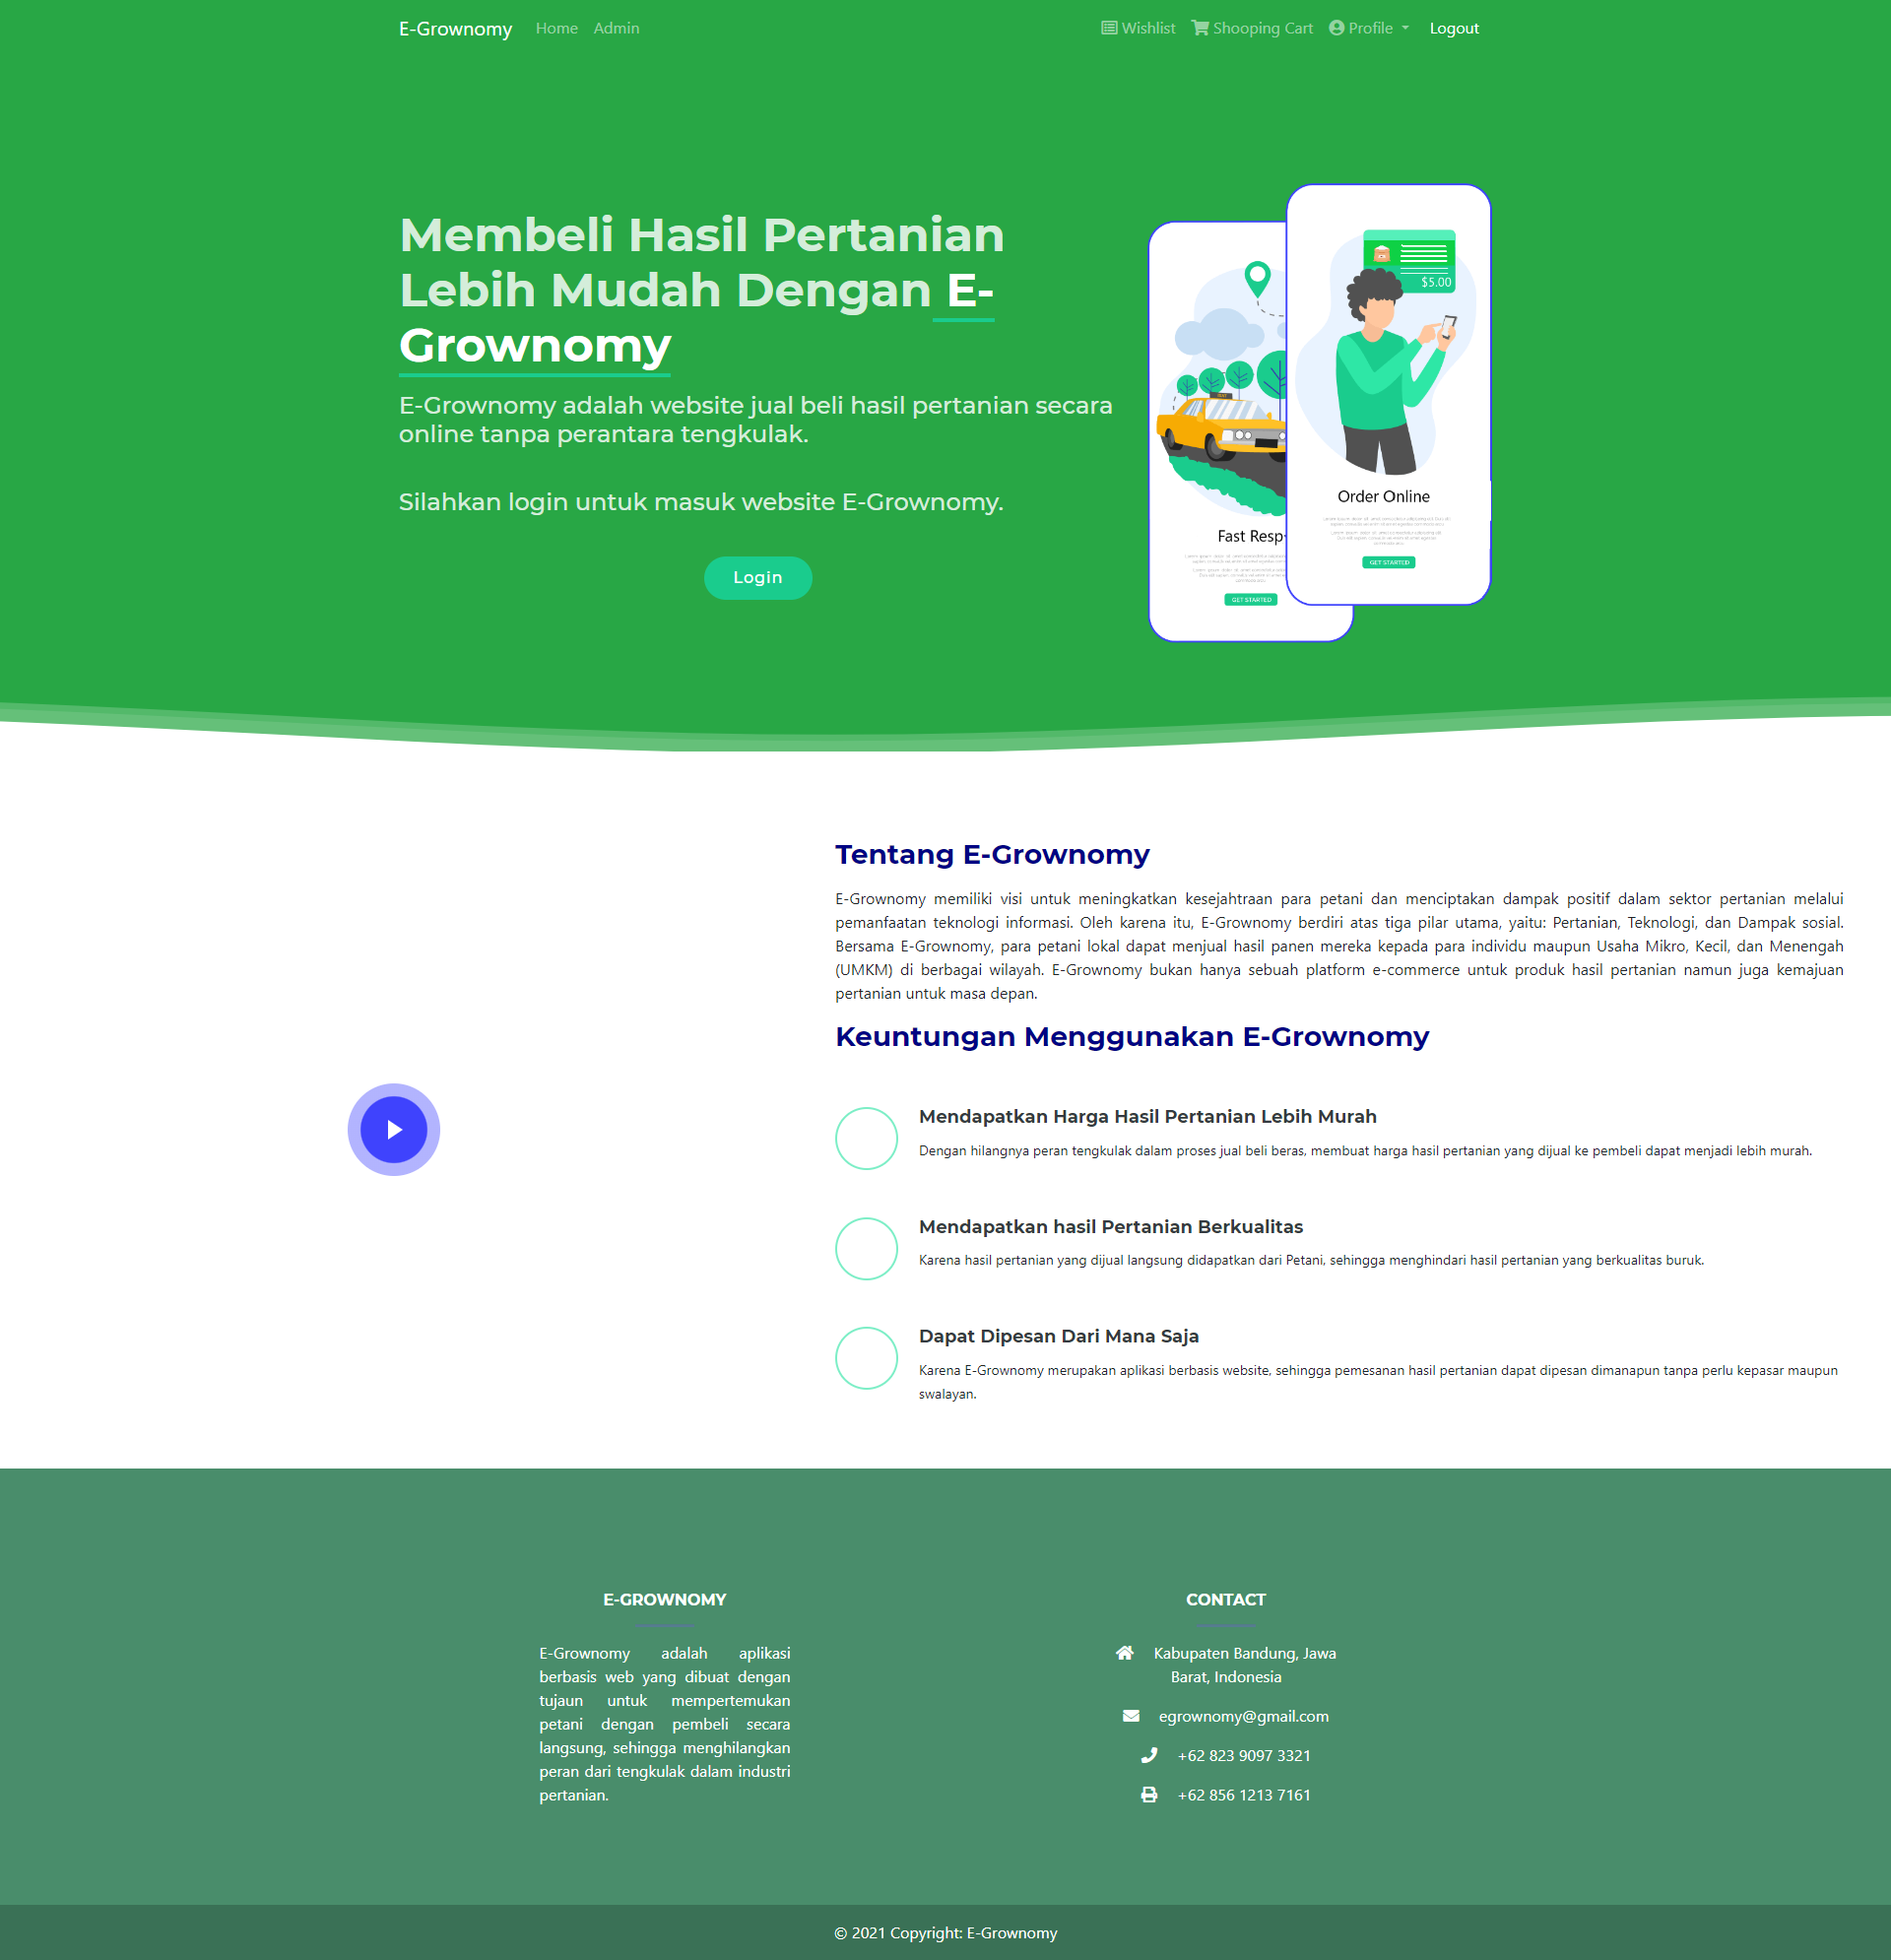 E-Grownomy Home Admin Wishlist Shooping Cart Profile Logout
Membeli Hasil Pertanian
Lebih Mudah Dengan E-
Grownomy
E-Grownomy adalah website jual beli hasil pertanian secara
online tanpa perantara tengkulak.
Silahkan login untuk masuk website E-Grownomy.
Login
Fast Resp
GET STARTED
$5.00
Order Online
GET STARTED
Tentang E-Grownomy
E-Grownomy memiliki visi untuk meningkatkan kesejahtraan para petani dan menciptakan dampak positif dalam sektor pertanian melalui
pemanfaatan teknologi informasi. Oleh karena itu, E-Grownomy berdiri atas tiga pilar utama, yaitu: Pertanian, Teknologi, dan Dampak sosial.
Bersama E-Grownomy, para petani lokal dapat menjual hasil panen mereka kepada para individu maupun Usaha Mikro, Kecil, dan Menengah
(UMKM) di berbagai wilayah. E-Grownomy bukan hanya sebuah platform e-commerce untuk produk hasil pertanian namun juga kemajuan
pertanian untuk masa depan.
Keuntungan Menggunakan E-Grownomy
Mendapatkan Harga Hasil Pertanian Lebih Murah
Dengan hilangnya peran tengkulak dalam proses jual beli beras, membuat harga hasil pertanian yang dijual ke pembeli dapat menjadi lebih murah.
Mendapatkan hasil Pertanian Berkualitas
Karena hasil pertanian yang dijual langsung didapatkan dari Petani, sehingga menghindari hasil pertanian yang berkualitas buruk.
Dapat Dipesan Dari Mana Saja
Karena E-Grownomy merupakan aplikasi berbasis website, sehingga pemesanan hasil pertanian dapat dipesan dimanapun tanpa perlu kepasar maupun
swalayan.
E-GROWNOMY
E-Grownomy adalah aplikasi
berbasis web yang dibuat dengan
tujaun untuk mempertemukan
petani dengan pembeli secara
langsung, sehingga menghilangkan
peran dari tengkulak dalam industri
pertanian.
CONTACT
Kabupaten Bandung, Jawa
Barat, Indonesia
egrownomy@gmail.com
+62 823 9097 3321
+62 856 1213 7161
© 2021 Copyright: E-Grownomy